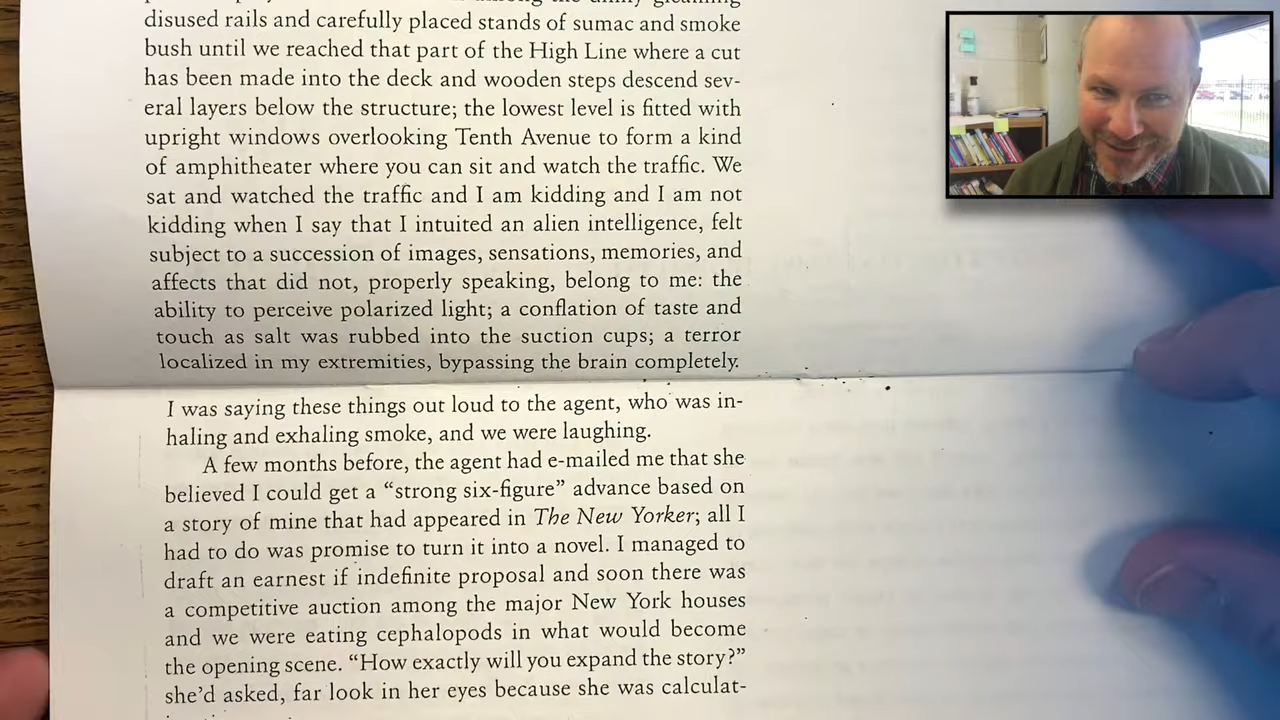 disused rails and carefully placed stands of sumac and smoke
bush until we reached that part of the High Line where a cut
has been made into the deck and wooden steps descend sev-
eral layers below the structure; the lowest level is fitted with
upright windows overlooking Tenth Avenue to form a kind
of amphitheater where you can sit and watch the traffic. We
sat and watched the traffic and I am kidding and I am not
kidding when I say that I intuited an alien intelligence, felt
subject to a succession of images, sensations, memories, and
affects that did not, properly speaking, belong to me: the
ability to perceive polarized light; a conflation of taste and
touch as salt was rubbed into the suction cups; a terror
localized in my extremities, bypassing the brain completely.
I was saying these things out loud to the agent, who was in-
haling and exhaling smoke, and we were laughing.
A few months before, the agent had e-mailed me that she
believed I could get a “strong six-figure” advance based on
a story of mine that had appeared in The New Yorker; all I
had to do was promise to turn it into a novel. I managed to
draft an earnest if indefinite proposal and soon there was
a competitive auction among the major New York houses
and we were eating cephalopods in what would become
the opening scene. “How exactly will you expand the story?”
she’d asked, far look in her eyes because she was calculat-